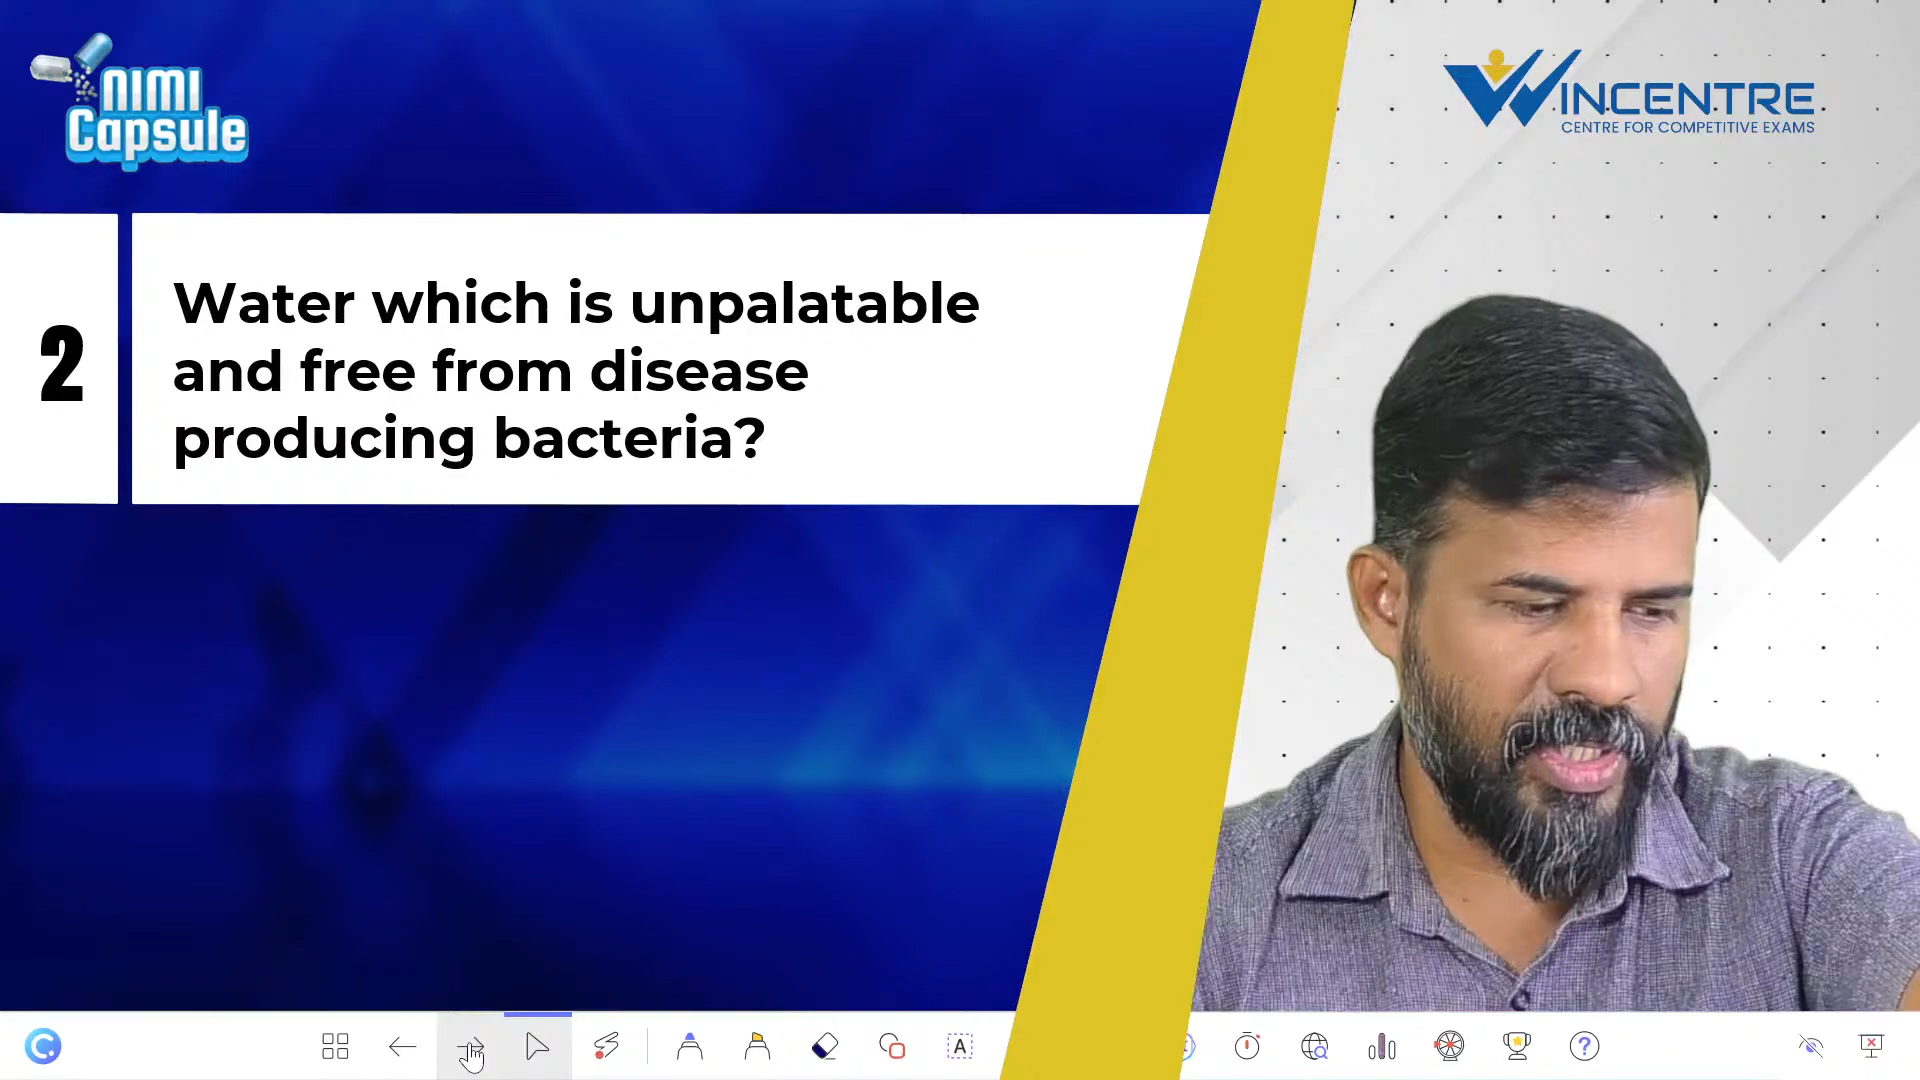 NIMI
Capsule
WINCENTRE
CENTRE FOR COMPETITIVE EXAMS
2
Water which is unpalatable
and free from disease
producing bacteria?
C
A
?